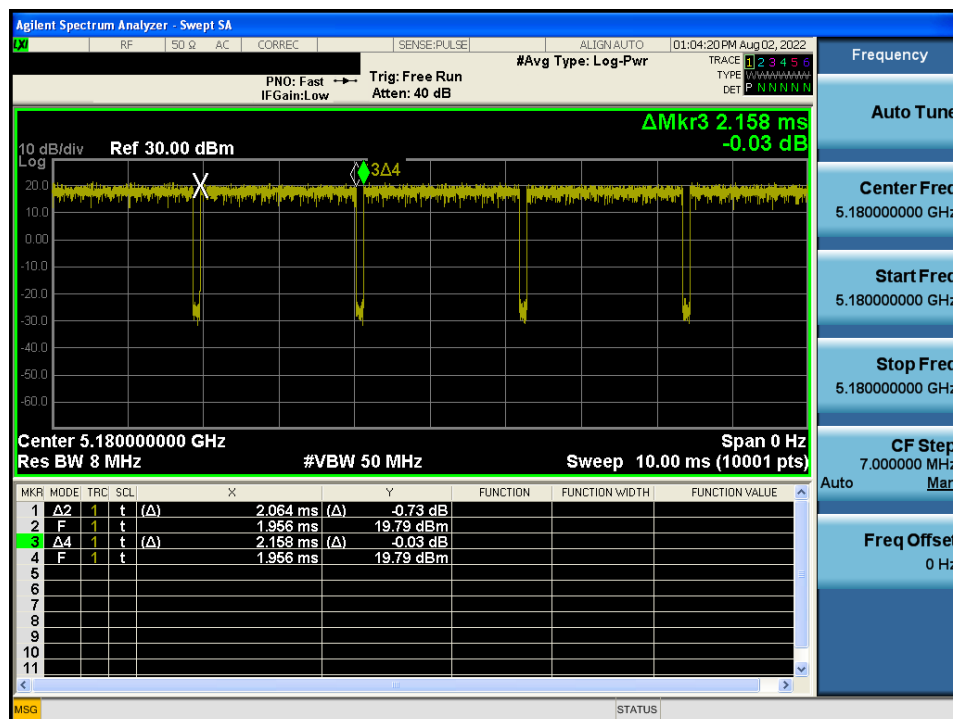 Agilent Spectrum Analyzer - Swept SA
LXI RF 50 Ω AC CORREC SENSE:PULSE ALIGN AUTO 01:04:20 PM Aug 02, 2022
Frequency
#Avg Type: Log-Pwr TRACE 1 2 3 4 5 6
PNO: Fast Trig: Free Run TYPE
IFGain:Low Atten: 40 dB DET P N N N N N
Auto Tune
ΔMkr3 2.158 ms
-0.03 dB
10 dB/div Ref 30.00 dBm
Log
3Δ4
20.0
10.0
0.00
-10.0
-20.0
-30.0
-40.0
-50.0
-60.0
Center Freq
5.180000000 GHz
Start Freq
5.180000000 GHz
Stop Freq
5.180000000 GHz
Center 5.180000000 GHz Span 0 Hz
Res BW 8 MHz #VBW 50 MHz Sweep 10.00 ms (10001 pts)
CF Step
7.000000 MHz
Auto Man
MKR MODE TRC SCL X Y FUNCTION FUNCTION WIDTH FUNCTION VALUE
1 Δ2 1 t (Δ) 2.064 ms (Δ) -0.73 dB
2 F 1 t 1.956 ms 19.79 dBm
3 Δ4 1 t (Δ) 2.158 ms (Δ) -0.03 dB
4 F 1 t 1.956 ms 19.79 dBm
5
6
7
8
9
10
11
Freq Offset
0 Hz
MSG STATUS